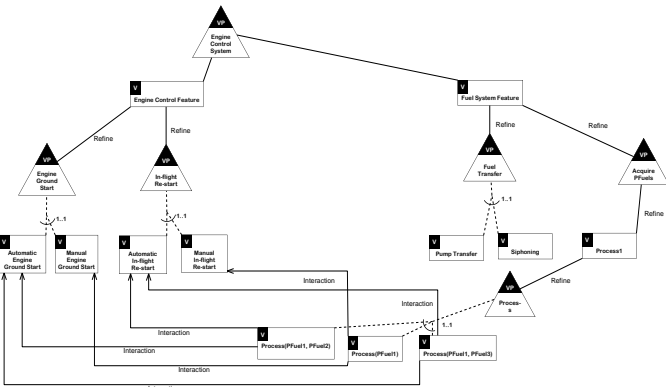 VP
Engine
Control
System
V
Engine Control Feature
V
Fuel System Feature
Refine
Refine
Refine
Refine
VP
Engine
Ground
Start
VP
In-flight
Re-start
VP
Fuel
Transfer
VP
Acquire
PFuels
1..1
1..1
1..1
Refine
V
Automatic
Engine
Ground Start
V
Manual
Engine
Ground Start
V
Automatic
In-flight
Re-start
V
Manual
In-flight
Re-start
V
Pump Transfer
V
Siphoning
V
Process1
Interaction
Refine
VP
Proces-
s
Interaction
1..1
Interaction
V
Process(PFuel1, PFuel2)
V
Process(PFuel1)
V
Process(PFuel1, PFuel3)
Interaction
Interaction